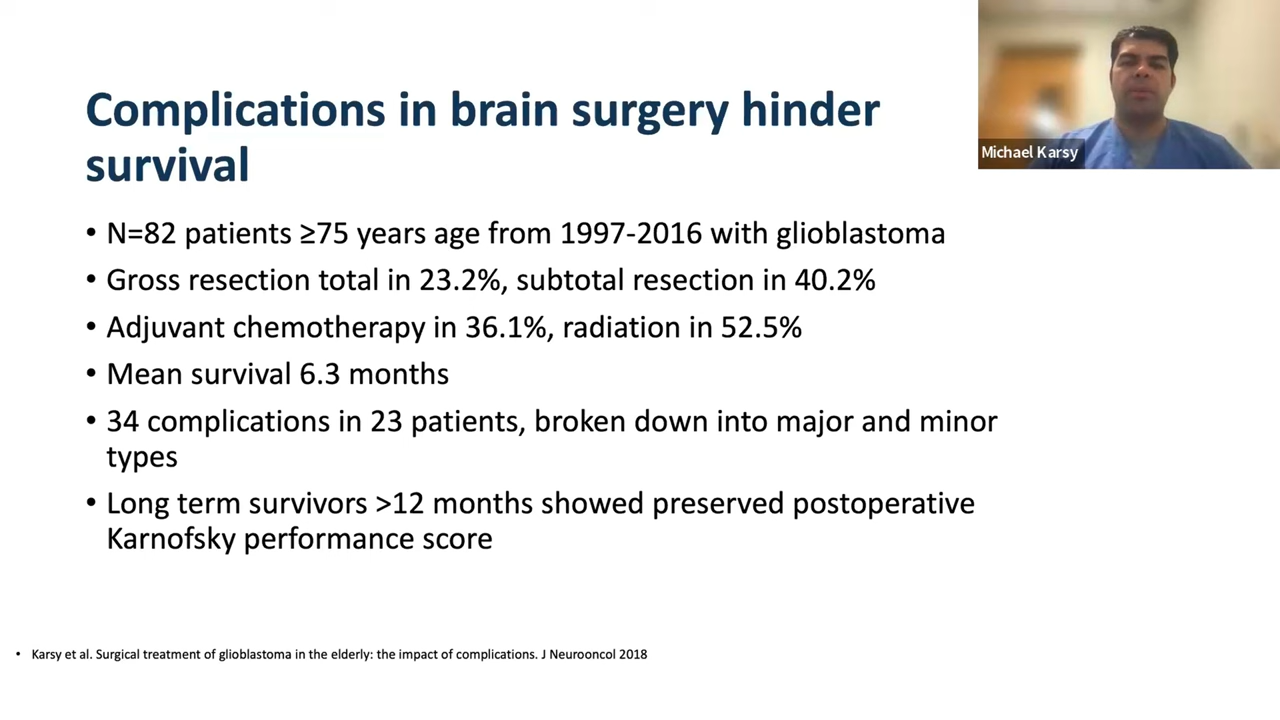 Complications in brain surgery hinder
survival
Michael Karsy
• N=82 patients ≥75 years age from 1997-2016 with glioblastoma
• Gross resection total in 23.2%, subtotal resection in 40.2%
• Adjuvant chemotherapy in 36.1%, radiation in 52.5%
• Mean survival 6.3 months
• 34 complications in 23 patients, broken down into major and minor
types
• Long term survivors >12 months showed preserved postoperative
Karnofsky performance score
• Karsy et al. Surgical treatment of glioblastoma in the elderly: the impact of complications. J Neurooncol 2018